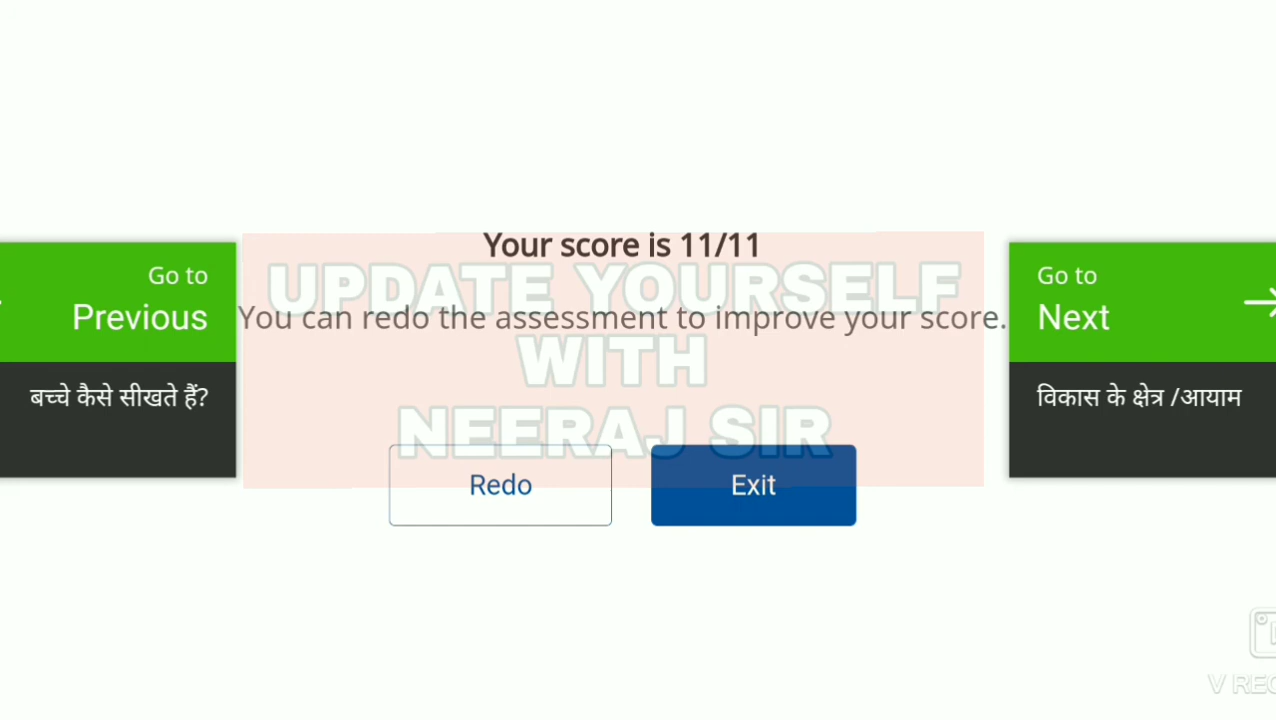 Your score is 11/11
UPDATE YOURSELF
WITH
NEERAJ SIR
You can redo the assessment to improve your score.
Go to
Previous
बच्चे कैसे सीखते हैं?
Go to
Next
विकास के क्षेत्र /आयाम
Redo
Exit